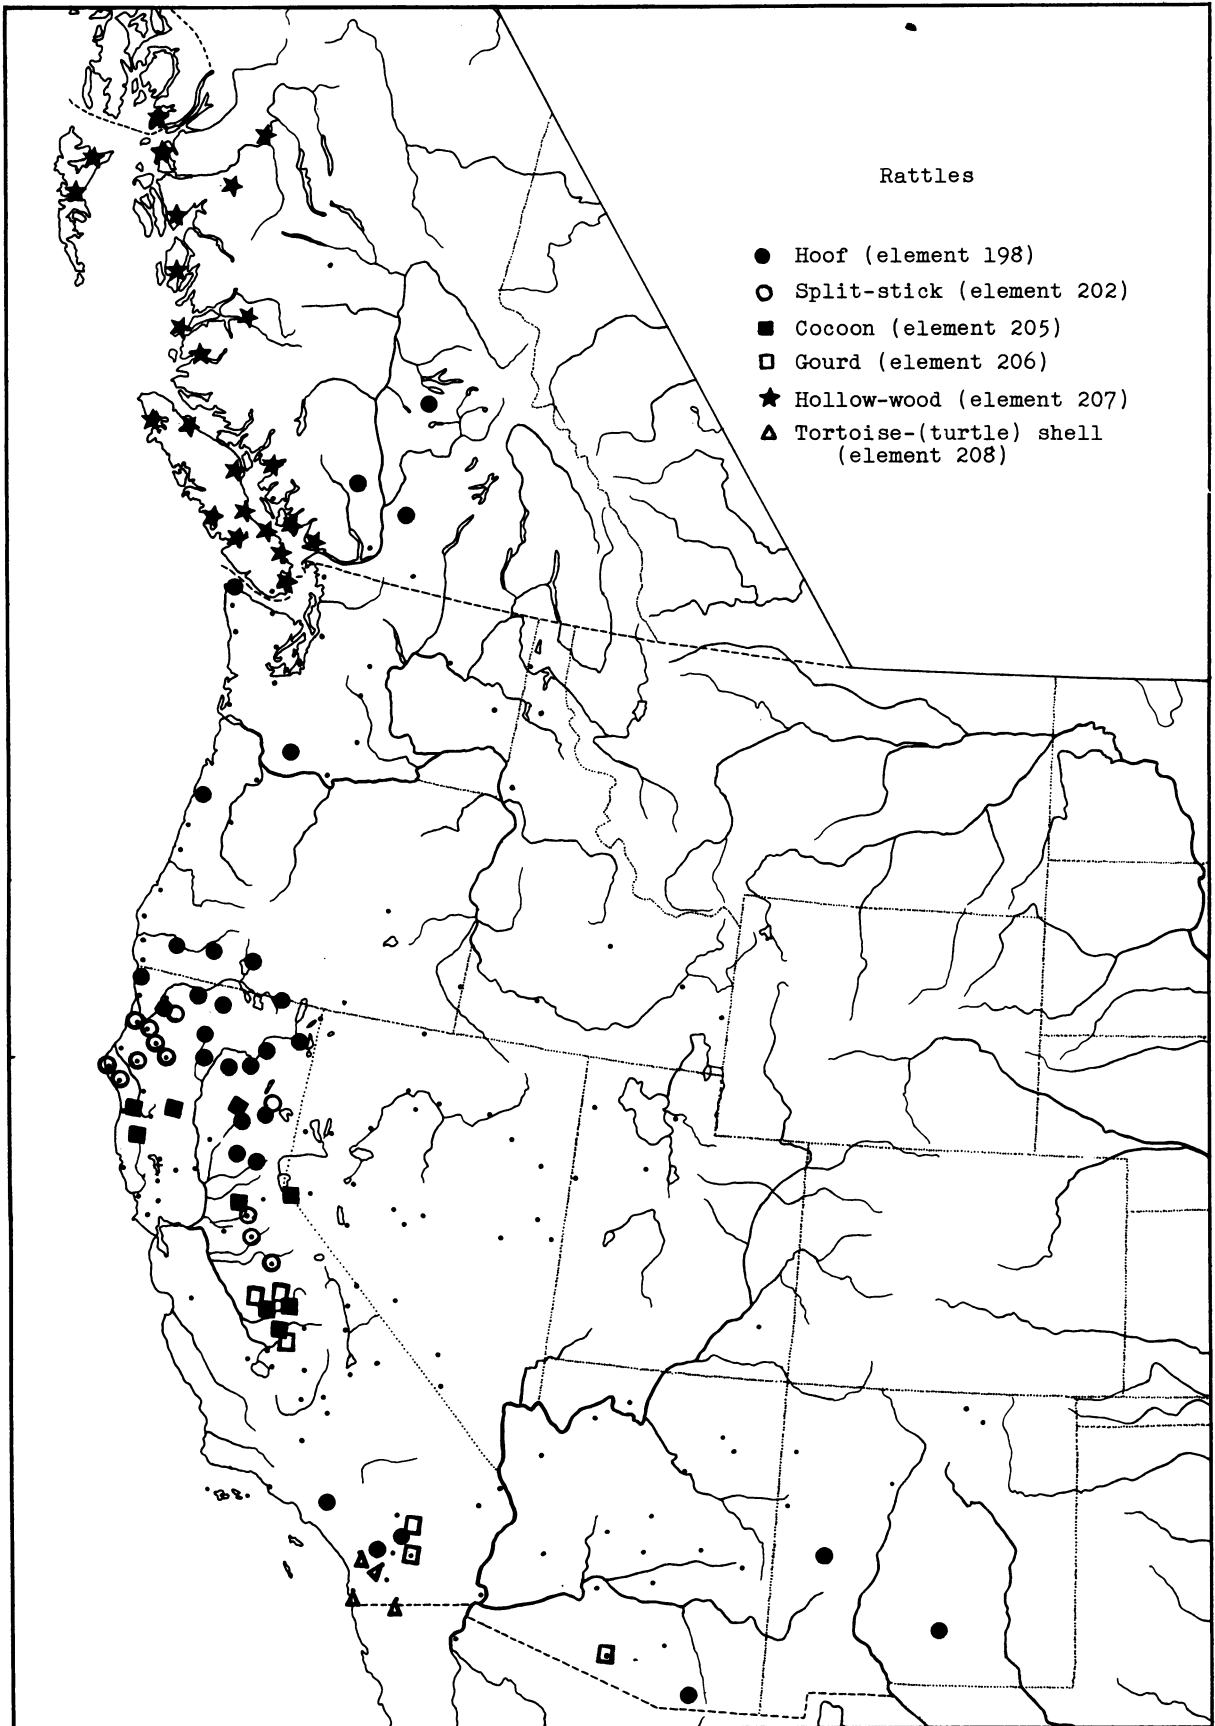 Rattles
Hoof (element 198)
Split-stick (element 202)
Cocoon (element 205)
Gourd (element 206)
Hollow-wood (element 207)
Tortoise-(turtle) shell
(element 208)